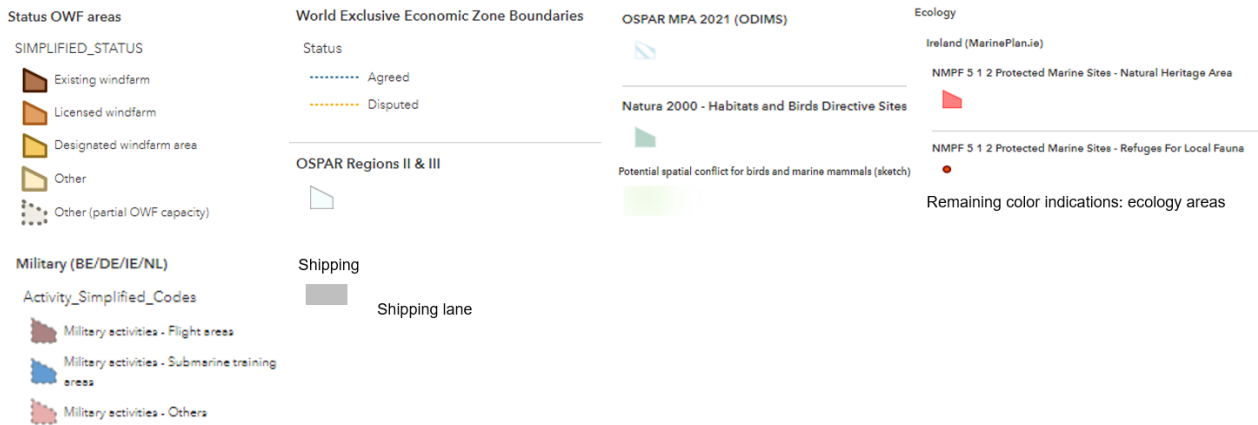 Status OWF areas
SIMPLIFIED_STATUS
Existing windfarm
Licensed windfarm
Designated windfarm area
Other
Other (partial OWF capacity)
World Exclusive Economic Zone Boundaries
Status
Agreed
Disputed
OSPAR Regions II & III
OSPAR MPA 2021 (ODIMS)
Natura 2000 - Habitats and Birds Directive Sites
Potential spatial conflict for birds and marine mammals (sketch)
Ecology
Ireland (MarinePlan.ie)
NMPF 5 1 2 Protected Marine Sites - Natural Heritage Area
NMPF 5 1 2 Protected Marine Sites - Refuges For Local Fauna
Remaining color indications: ecology areas
Military (BE/DE/IE/NL)
Activity_Simplified_Codes
Military activities - Flight areas
Military activities - Submarine training
areas
Military activities - Others
Shipping
Shipping lane